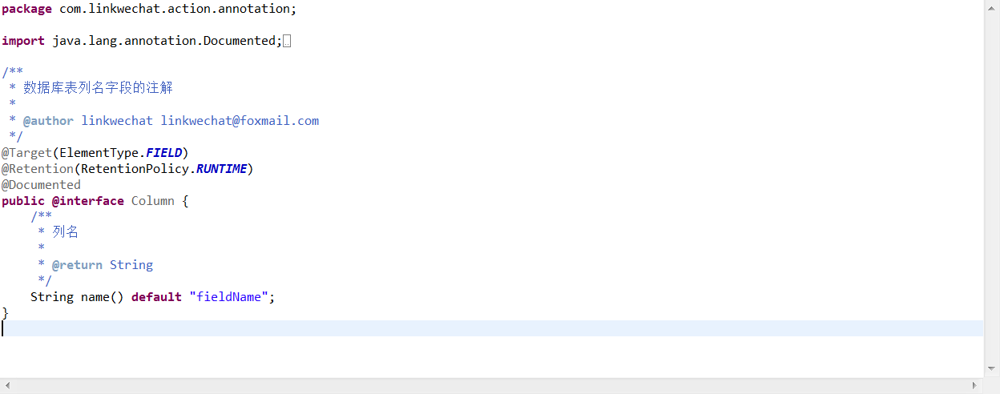 package com.linkwechat.action.annotation;
import java.lang.annotation.Documented;
/**
* 数据库表列名字段的注解
*
* @author linkwechat linkwechat@foxmail.com
*/
@Target(ElementType.FIELD)
@Retention(RetentionPolicy.RUNTIME)
@Documented
public @interface Column {
/**
* 列名
*
* @return String
*/
String name() default "fieldName";
}